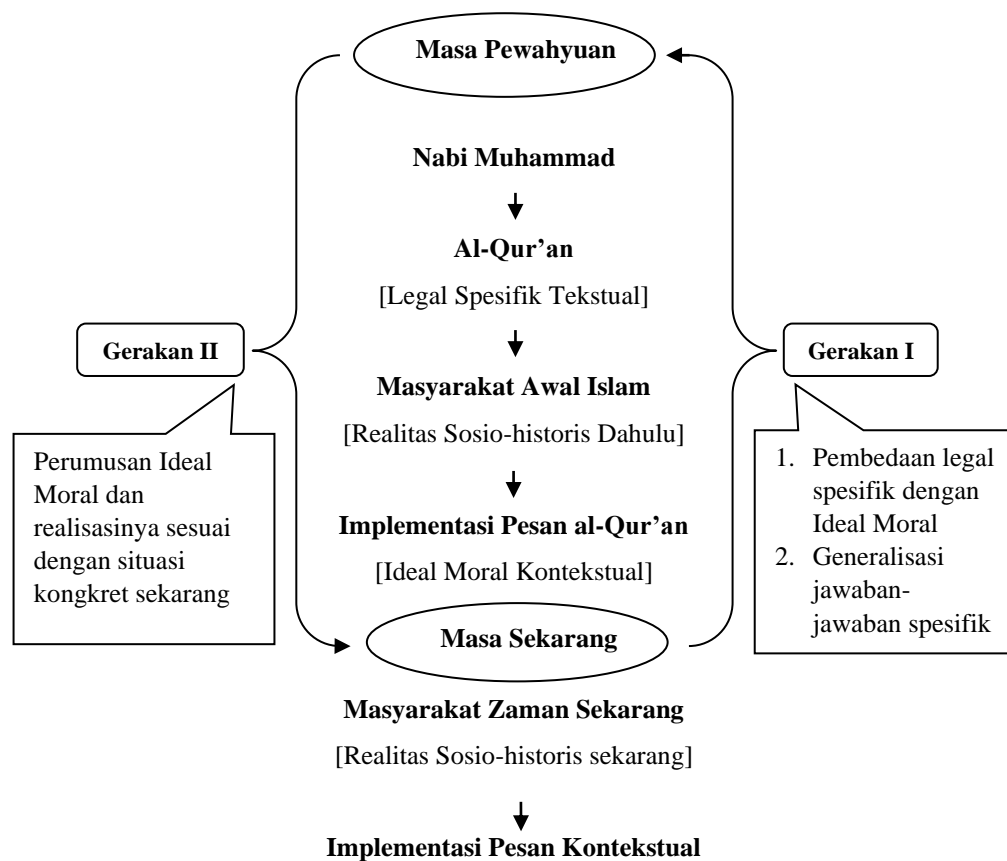 Masa Pewahyuan
Nabi Muhammad
Al-Qur’an
[Legal Spesifik Tekstual]
Gerakan II
Gerakan I
Masyarakat Awal Islam
[Realitas Sosio-historis Dahulu]
Perumusan Ideal
Moral dan
realisasinya sesuai
dengan situasi
kongkret sekarang
1. Pembedaan legal
spesifik dengan
Ideal Moral
2. Generalisasi
jawaban-
jawaban spesifik
Implementasi Pesan al-Qur’an
[Ideal Moral Kontekstual]
Masa Sekarang
Masyarakat Zaman Sekarang
[Realitas Sosio-historis sekarang]
Implementasi Pesan Kontekstual